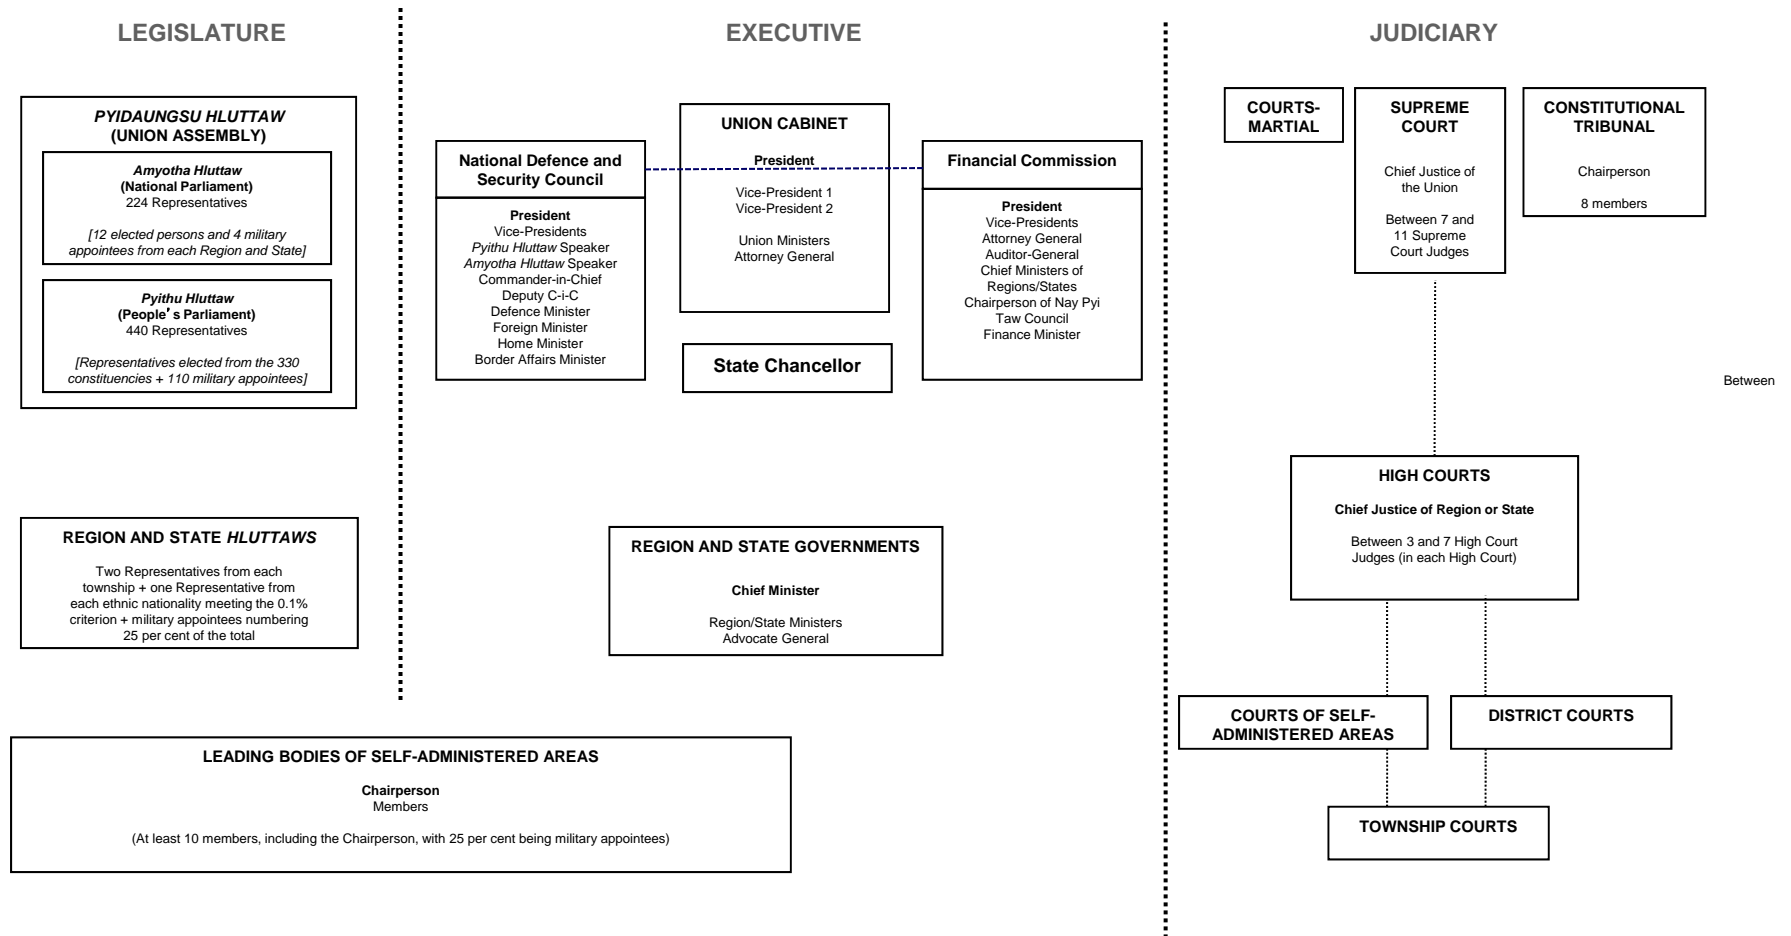 LEGISLATURE
EXECUTIVE
JUDICIARY
PYIDAUNGSU HLUTTAW
(UNION ASSEMBLY)
Amyotha Hluttaw
(National Parliament)
224 Representatives
[12 elected persons and 4 military
appointees from each Region and State]
Pyithu Hluttaw
(People's Parliament)
440 Representatives
[Representatives elected from the 330
constituencies + 110 military appointees]
REGION AND STATE HLUTTAWS
Two Representatives from each
township + one Representative from
each ethnic nationality meeting the 0.1%
criterion + military appointees numbering
25 per cent of the total
National Defence and
Security Council
President
Vice-Presidents
Pyithu Hluttaw Speaker
Amyotha Hluttaw Speaker
Commander-in-Chief
Deputy C-i-C
Defence Minister
Foreign Minister
Home Minister
Border Affairs Minister
UNION CABINET
President
Vice-President 1
Vice-President 2
Union Ministers
Attorney General
State Chancellor
Financial Commission
President
Vice-Presidents
Attorney General
Auditor-General
Chief Ministers of
Regions/States
Chairperson of Nay Pyi
Taw Council
Finance Minister
REGION AND STATE GOVERNMENTS
Chief Minister
Region/State Ministers
Advocate General
LEADING BODIES OF SELF-ADMINISTERED AREAS
Chairperson
Members
(At least 10 members, including the Chairperson, with 25 per cent being military appointees)
COURTS-
MARTIAL
SUPREME
COURT
Chief Justice of
the Union
Between 7 and
11 Supreme
Court Judges
CONSTITUTIONAL
TRIBUNAL
Chairperson
8 members
Between
HIGH COURTS
Chief Justice of Region or State
Between 3 and 7 High Court
Judges (in each High Court)
COURTS OF SELF-
ADMINISTERED AREAS
DISTRICT COURTS
TOWNSHIP COURTS